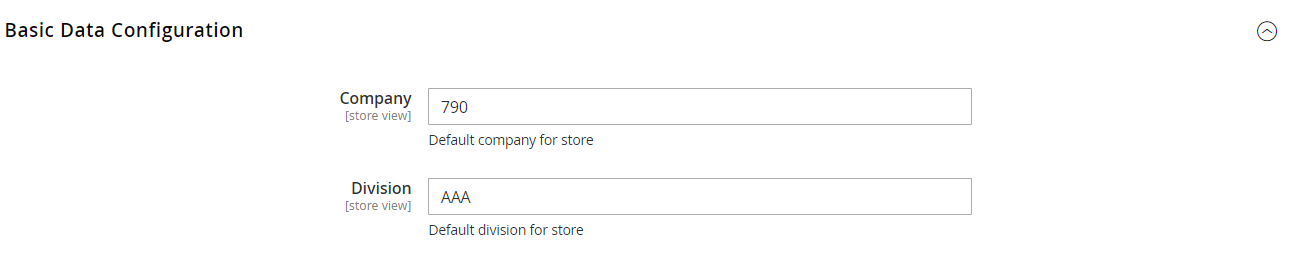 Basic Data Configuration
Company
[store view]
790
Default company for store
Division
[store view]
AAA
Default division for store